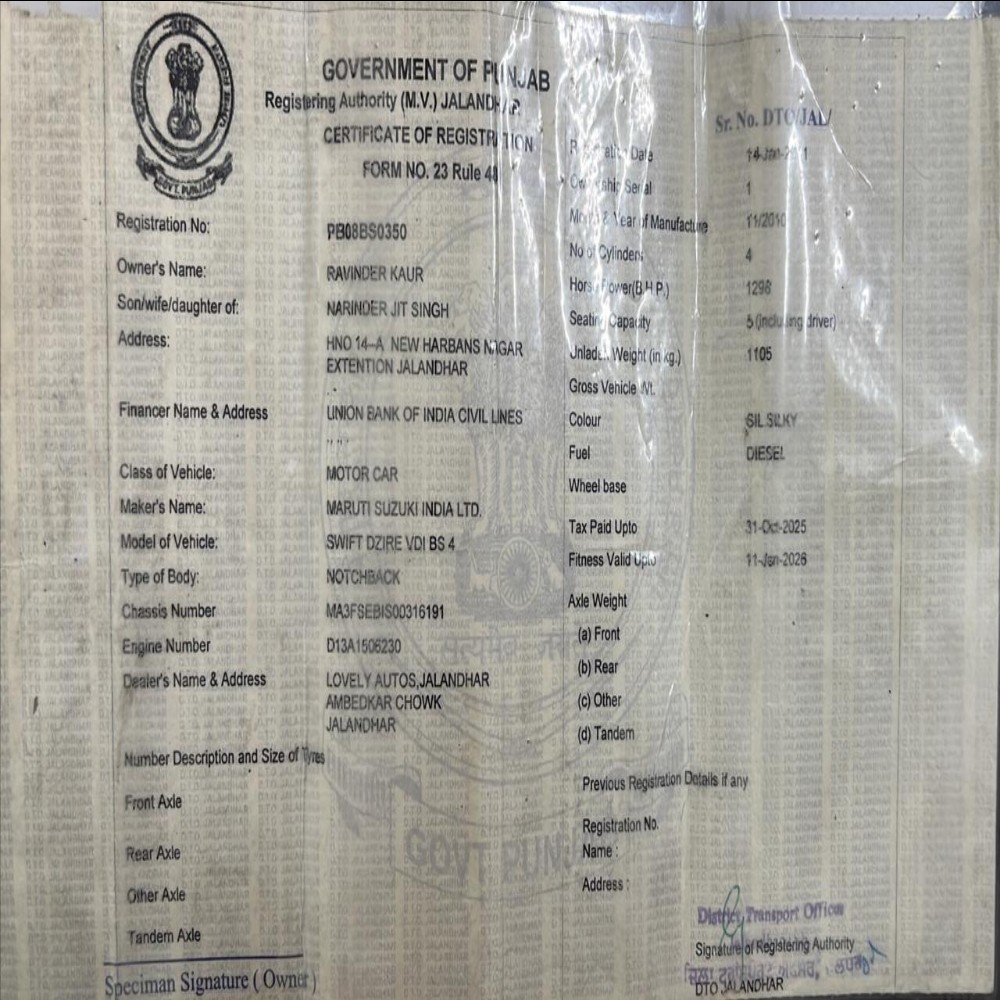 GOVERNMENT OF PUNJAB
Registering Authority (M.V.) JALANDHAR
CERTIFICATE OF REGISTRATION
FORM NO. 23 Rule 48
GOVT. PUNJAB
Registration No: PB08BS0350
Owner's Name: RAVINDER KAUR
Son/wife/daughter of: NARINDER JIT SINGH
Address: HNO 14-A NEW HARBANS NAGAR
EXTENTION JALANDHAR
Financer Name & Address UNION BANK OF INDIA CIVIL LINES
Class of Vehicle: MOTOR CAR
Maker's Name: MARUTI SUZUKI INDIA LTD.
Model of Vehicle: SWIFT DZIRE VDI BS 4
Type of Body: NOTCHBACK
Chassis Number MA3FSEBIS00316191
Engine Number D13A1506230
Dealer's Name & Address LOVELY AUTOS,JALANDHAR
AMBEDKAR CHOWK
JALANDHAR
Number Description and Size of Tyres
Front Axle
Rear Axle
Other Axle
Tandem Axle
Speciman Signature ( Owner )
Sr. No. DTO/JAL/
Registration Date
Ownership Serial 1
Month & Year of Manufacture 11/2010
No of Cylinders 4
Horse Power(B.H.P.) 1298
Seating Capacity 5 (including driver)
Unladen Weight (in kg.) 1105
Gross Vehicle Wt.
Colour SIL.SILKY
Fuel DIESEL
Wheel base
Tax Paid Upto 31-Oct-2025
Fitness Valid Upto 11-Jan-2026
Axle Weight
(a) Front
(b) Rear
(c) Other
(d) Tandem
Previous Registration Details if any
Registration No.
Name :
Address :
District Transport Officer
Signature of Registering Authority
DTO JALANDHAR
सत्यमेव जयते
GOVT PUNJAB